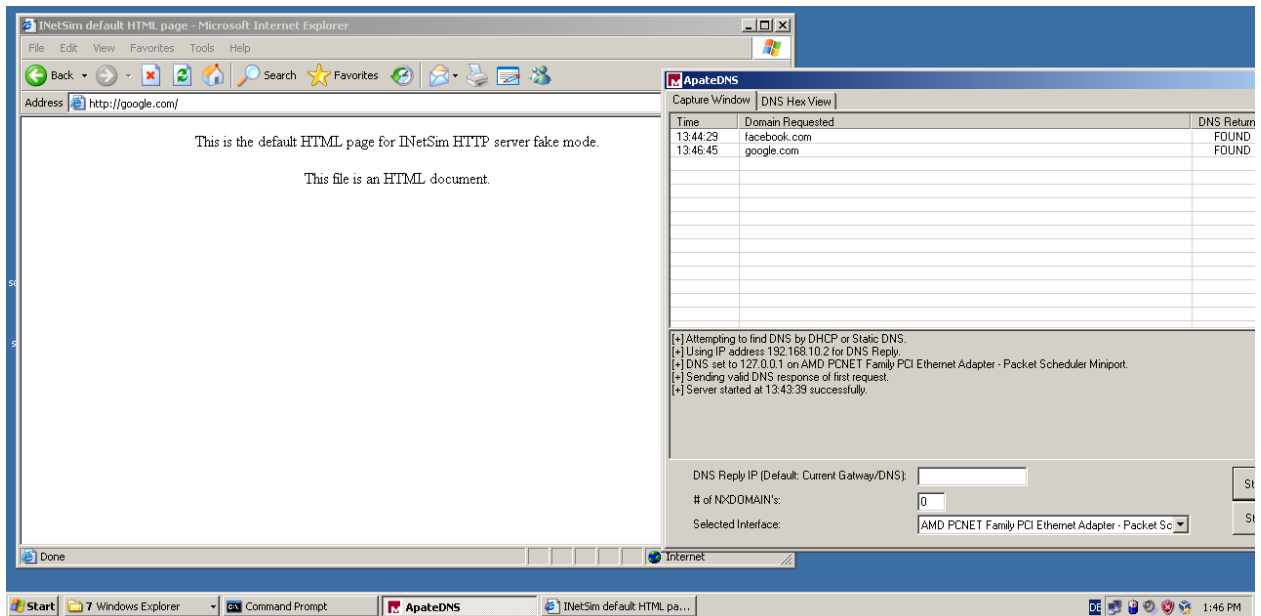 INetSim default HTML page - Microsoft Internet Explorer
File Edit View Favorites Tools Help
Back Search Favorites
Address http://google.com/
This is the default HTML page for INetSim HTTP server fake mode.
This file is an HTML document.
Done
Internet
ApateDNS
Capture Window DNS Hex View
Time Domain Requested DNS Return
13:44:29 facebook.com FOUND
13:46:45 google.com FOUND
[+] Attempting to find DNS by DHCP or Static DNS.
[+] Using IP address 192.168.10.2 for DNS Reply.
[+] DNS set to 127.0.0.1 on AMD PCNET Family PCI Ethernet Adapter - Packet Scheduler Miniport.
[+] Sending valid DNS response of first request.
[+] Server started at 13:43:39 successfully.
DNS Reply IP (Default: Current Gatway/DNS):
# of NXDOMAIN's: 0
Selected Interface: AMD PCNET Family PCI Ethernet Adapter - Packet Sc
St
St
Start 7 Windows Explorer Command Prompt ApateDNS INetSim default HTML pa... DE 1:46 PM